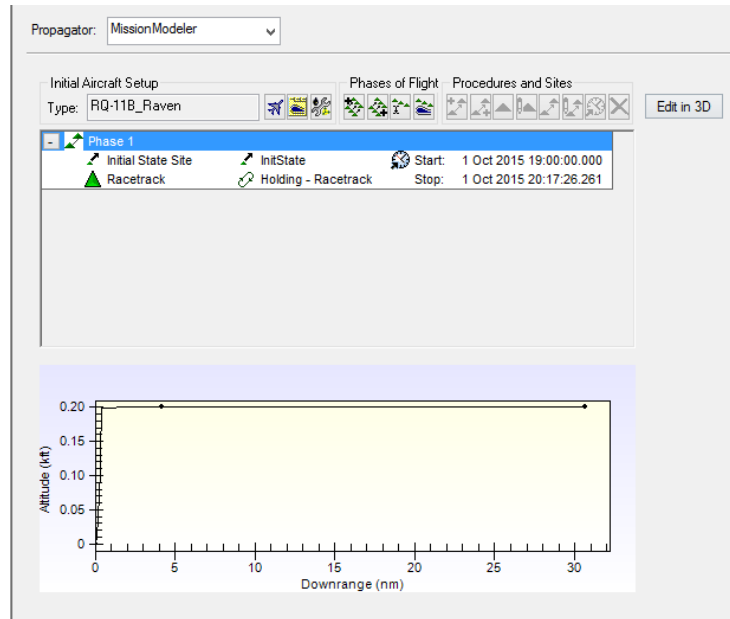 Propagator: MissionModeler
Initial Aircraft Setup Phases of Flight Procedures and Sites
Type: RQ-11B_Raven Edit in 3D
- Phase 1
Initial State Site InitState Start: 1 Oct 2015 19:00:00.000
Racetrack Holding - Racetrack Stop: 1 Oct 2015 20:17:26.261
Altitude (kft)
0.20
0.15
0.10
0.05
0
0 5 10 15 20 25 30
Downrange (nm)